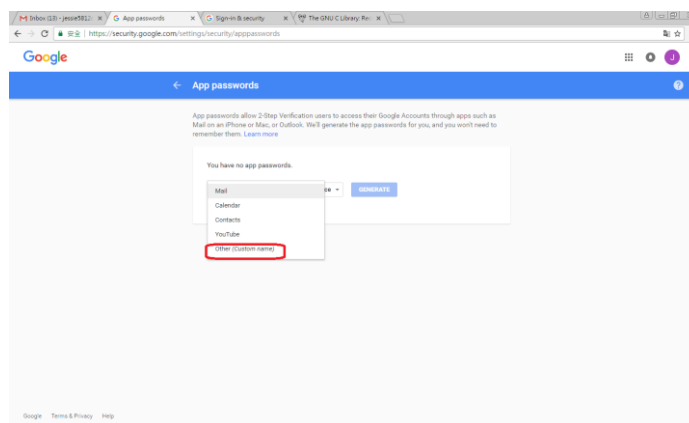 Inbox (13) - jessie5812
App passwords
Sign-in & security
The GNU C Library: Re
安全 | https://security.google.com/settings/security/apppasswords
Google
J
App passwords
App passwords allow 2-Step Verification users to access their Google Accounts through apps such as
Mail on an iPhone or Mac, or Outlook. We'll generate the app passwords for you, and you won't need to
remember them. Learn more
You have no app passwords.
Mail
ce
GENERATE
Calendar
Contacts
YouTube
Other (Custom name)
Google Terms & Privacy Help